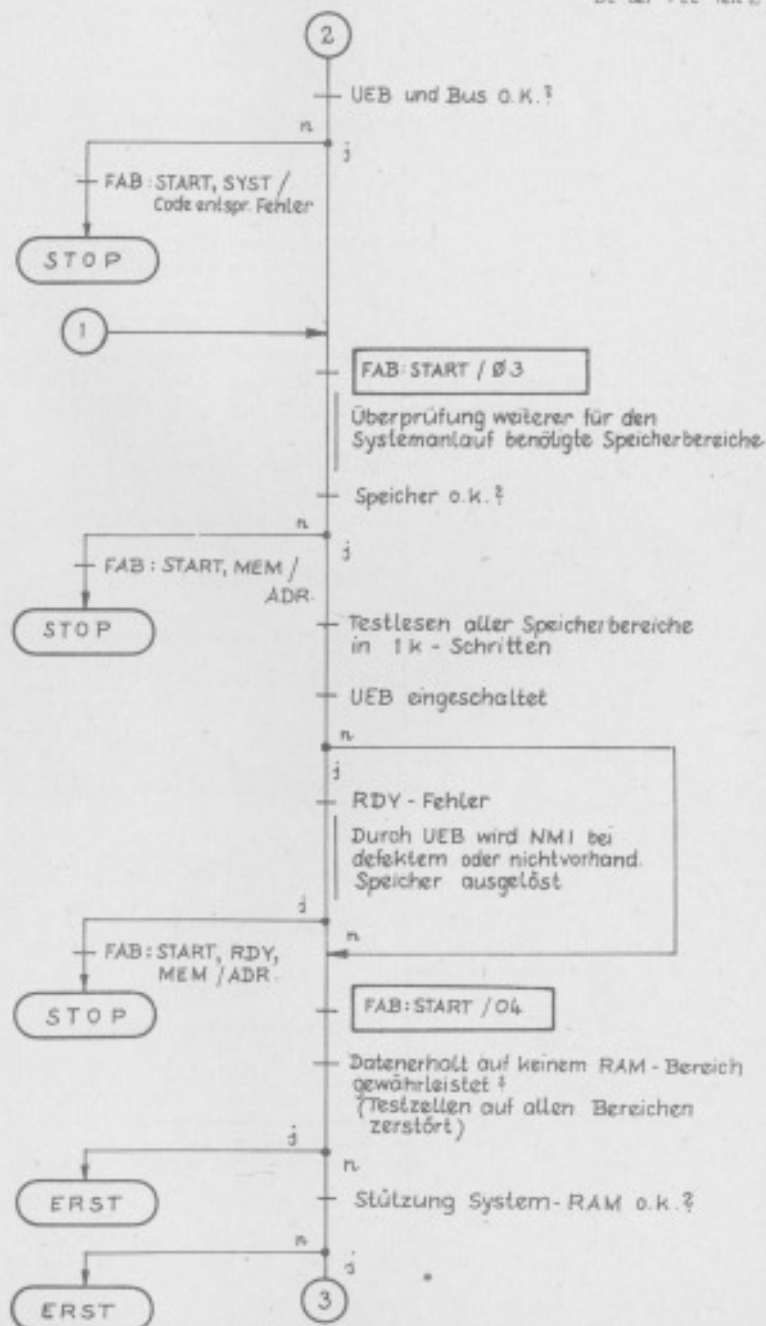 2
UEB und Bus o.k.?
n
j
FAB: START, SYST /
Code entspr. Fehler
STOP
1
FAB: START / Ø3
Überprüfung weiterer für den
Systemanlauf benötigte Speicherbereiche
Speicher o.k.?
n
j
FAB: START, MEM /
ADR.
STOP
Testlesen aller Speicherbereiche
in 1k - Schritten
UEB eingeschaltet
n
j
RDY - Fehler
Durch UEB wird NMI bei
defektem oder nichtvorhand.
Speicher ausgelöst
j
n
FAB: START, RDY,
MEM / ADR.
STOP
FAB: START / 04
Datenerhalt auf keinem RAM - Bereich
gewährleistet?
(Testzellen auf allen Bereichen
zerstört)
j
n
ERST
Stützung System - RAM o.k.?
n
j
ERST
3